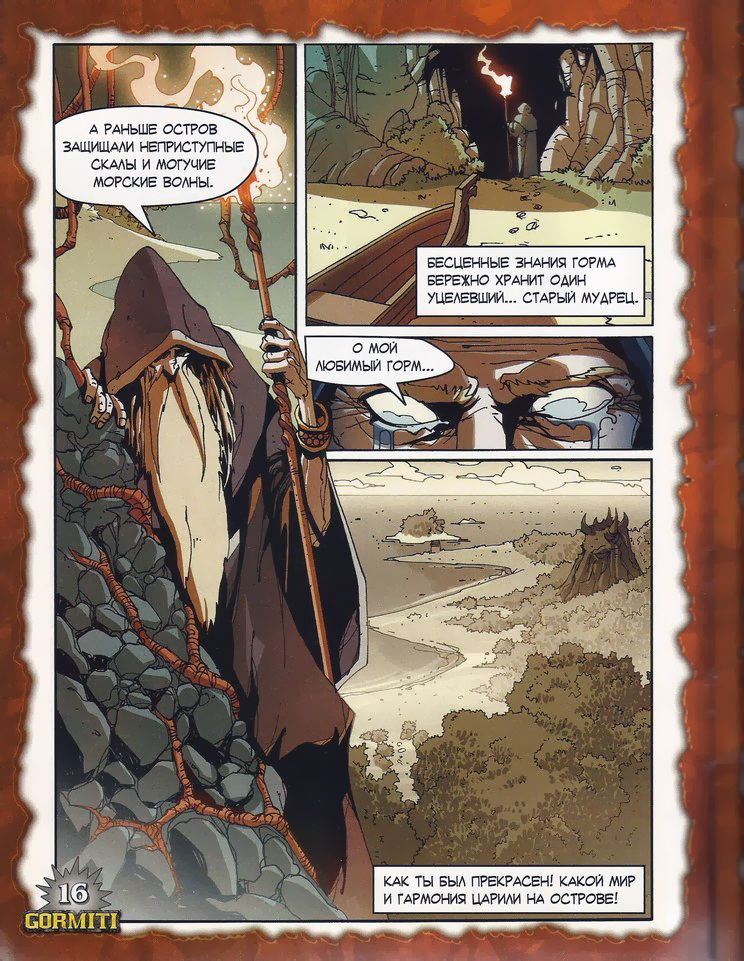 А РАНЬШЕ ОСТРОВ
ЗАЩИЩАЛИ НЕПРИСТУПНЫЕ
СКАЛЫ И МОГУЧИЕ
МОРСКИЕ ВОЛНЫ.
БЕСЦЕННЫЕ ЗНАНИЯ ГОРМА
БЕРЕЖНО ХРАНИТ ОДИН
УЦЕЛЕВШИЙ... СТАРЫЙ МУДРЕЦ.
О МОЙ
ЛЮБИМЫЙ ГОРМ...
КАК ТЫ БЫЛ ПРЕКРАСЕН! КАКОЙ МИР
И ГАРМОНИЯ ЦАРИЛИ НА ОСТРОВЕ!
16
GORMITI